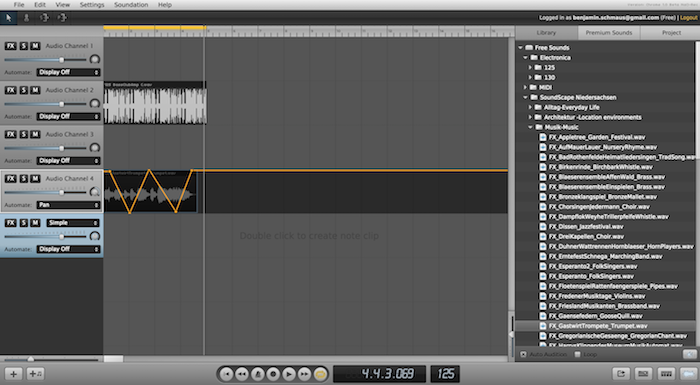 File Edit View Settings Soundation Help
Logged in as benjamin.schmaus@gmail.com (Free) | Logout
Library Premium Sounds Project
FX S M Audio Channel 1
Automate: Display Off
FX S M Audio Channel 2
Automate: Display Off
FX S M Audio Channel 3
Automate: Display Off
FX S M Audio Channel 4
Automate: Pan
FX S M Simple
Automate: Display Off
Double click to create note clip
Free Sounds
Electronica
125
130
MIDI
SoundScape Niedersachsen
Alltag-Everyday Life
Architektur -Location environments
Musik-Music
FX_Appletree_Garden_Festival.wav
FX_AufMauerLauer_NurseryRhyme.wav
FX_BadRothenfeldeHeimatliedersingen_TradSong.wav
FX_Birkenrinde_BirchbarkWhistle.wav
FX_BlaeserensembleAffenWald_Brass.wav
FX_BlaeserensembleEinspielen_Brass.wav
FX_Bronzeklangspiel_BronzeMallet.wav
FX_ChorsingenJedermann_Choir.wav
FX_DampflokWeyheTrillerpfeifeWhistle.wav
FX_Dissen_Jazzfestival.wav
FX_DreiKapellen_Choir.wav
FX_DuhnerWattrennenHornblaeser_HornPlayers.wav
FX_ErntefestSchnega_MarchingBand.wav
FX_Esperanto2_FolkSingers.wav
FX_Esperanto_FolkSingers.wav
FX_FloetenspielRattenfaengerspiele_Pipes.wav
FX_FredenerMusiktage_Violins.wav
FX_FrieslandMusikanten_Brassband.wav
FX_Gaensefedern_GooseQuill.wav
FX_GastwirtTrompete_Trumpet.wav
FX_GregorianischeGesaenge_GregorianChant.wav
Auto Audition Loop
4.4.3.069 125